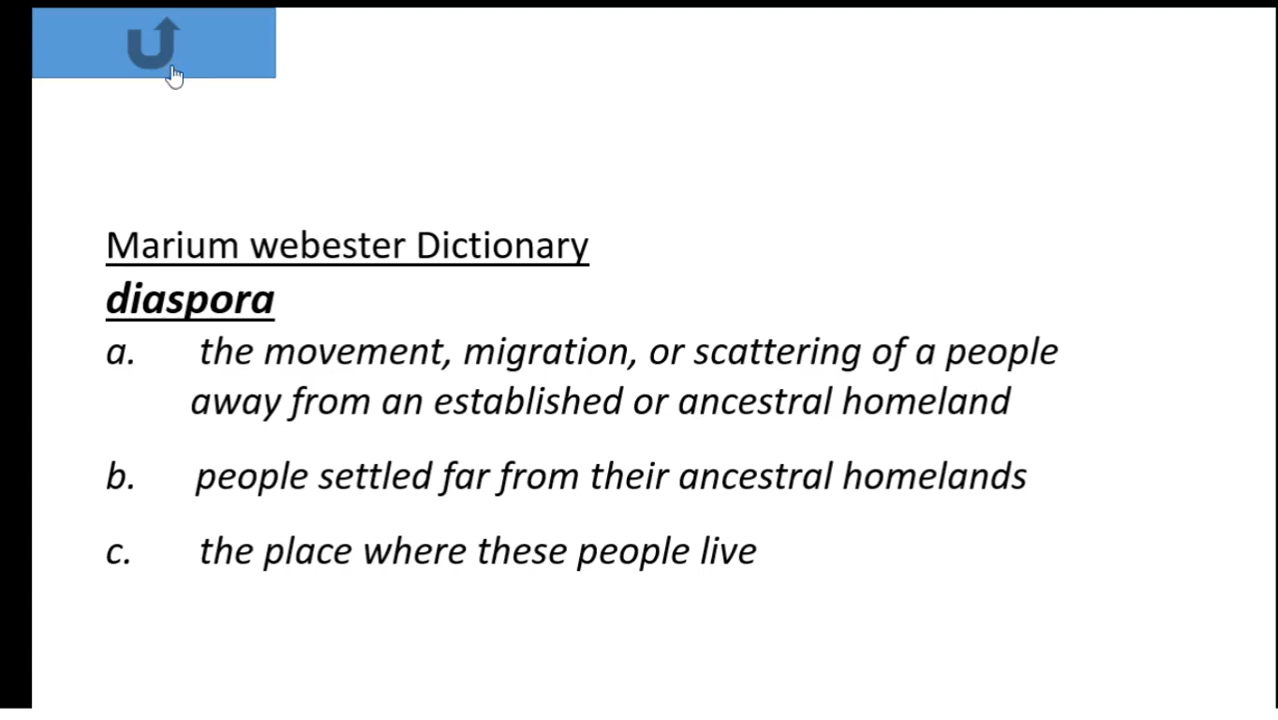 Marium webester Dictionary
diaspora
a. the movement, migration, or scattering of a people
away from an established or ancestral homeland
b. people settled far from their ancestral homelands
c. the place where these people live